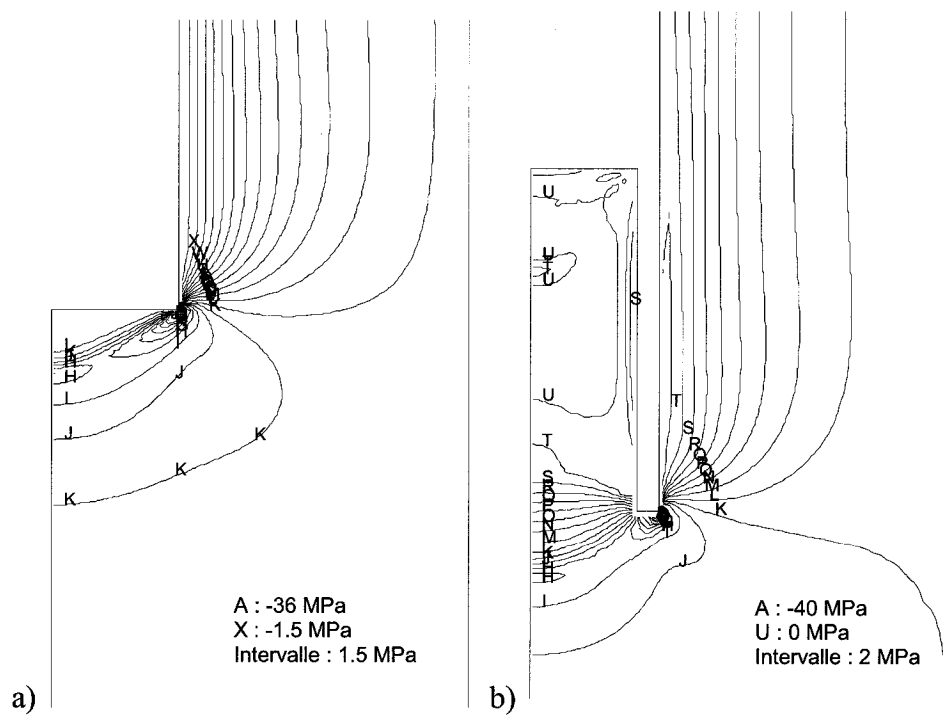 X
K
H
I
J
J
K
K
K
A : -36 MPa
X : -1.5 MPa
Intervalle : 1.5 MPa
a)
U
U
T
U
S
U
T
T
S
R
S
O
M
K
H
I
M
L
K
J
A : -40 MPa
U : 0 MPa
Intervalle : 2 MPa
b)